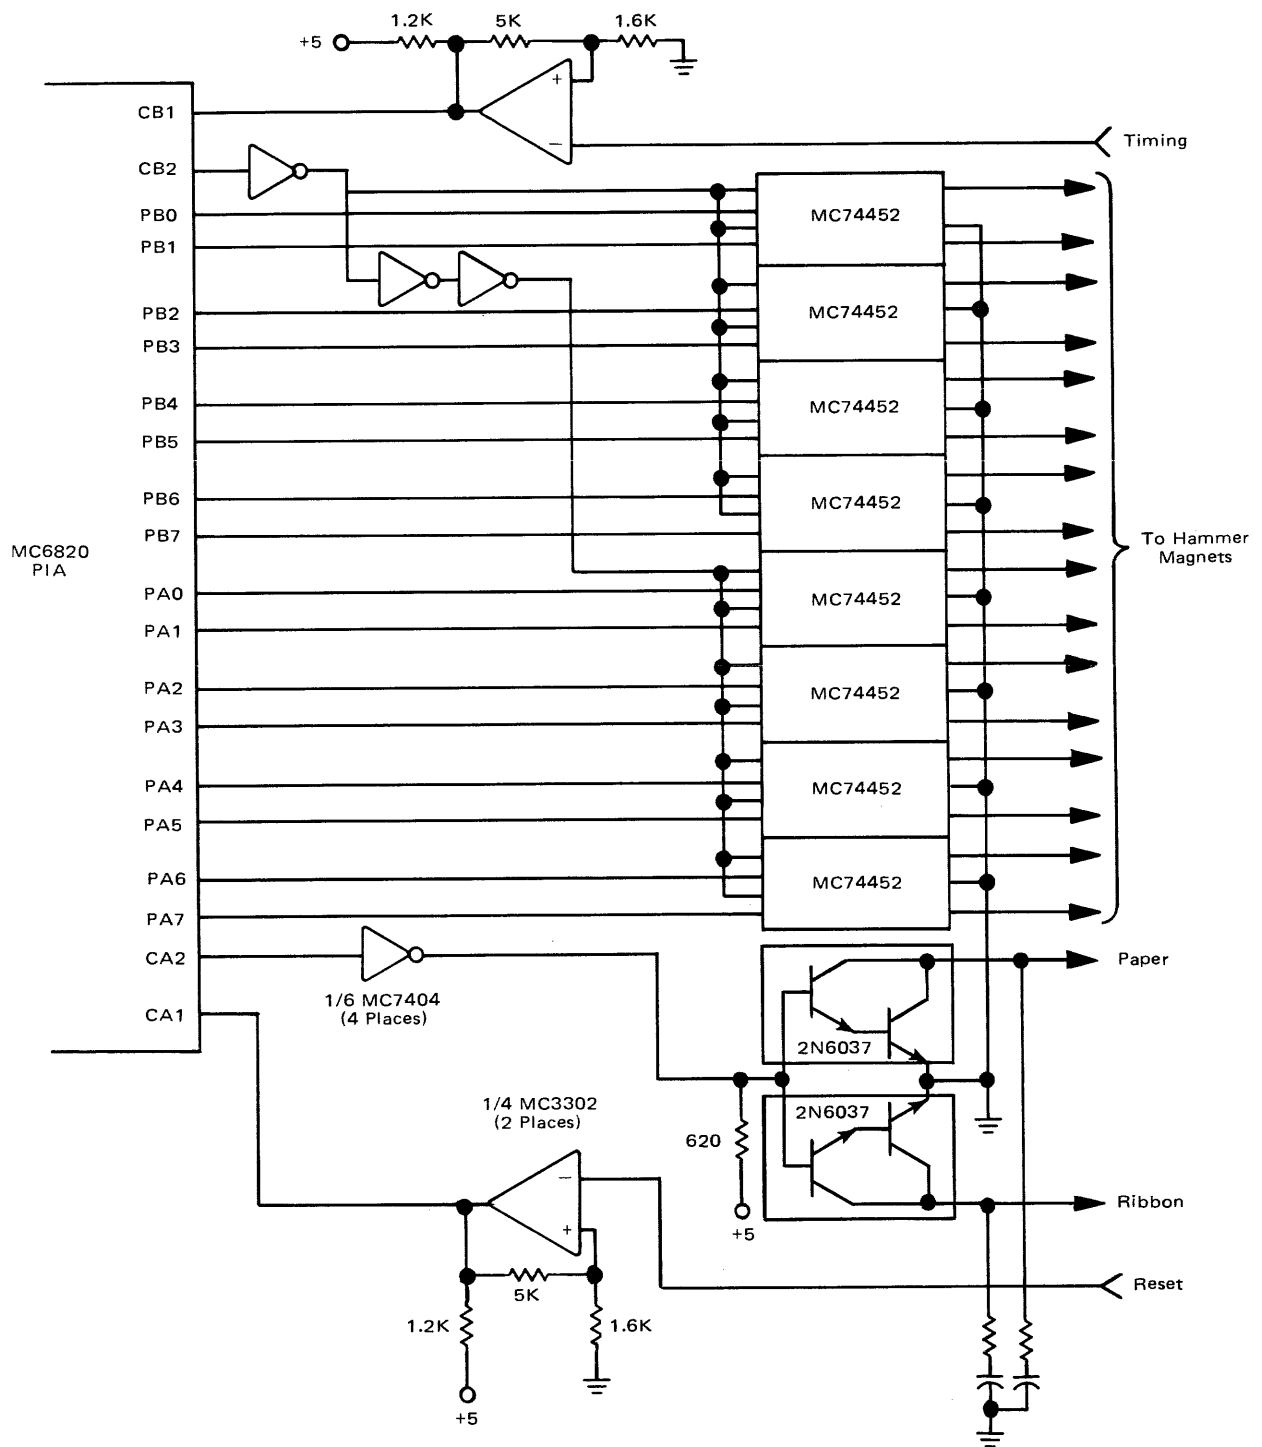 1.2K
5K
1.6K
+5
CB1
Timing
CB2
PB0
MC74452
PB1
PB2
MC74452
PB3
PB4
MC74452
PB5
PB6
MC74452
PB7
MC6820
PIA
To Hammer
Magnets
PA0
MC74452
PA1
PA2
MC74452
PA3
PA4
MC74452
PA5
PA6
MC74452
PA7
CA2
Paper
1/6 MC7404
(4 Places)
CA1
2N6037
1/4 MC3302
(2 Places)
2N6037
620
+5
Ribbon
+
−
−
+
Reset
5K
1.2K
1.6K
+5